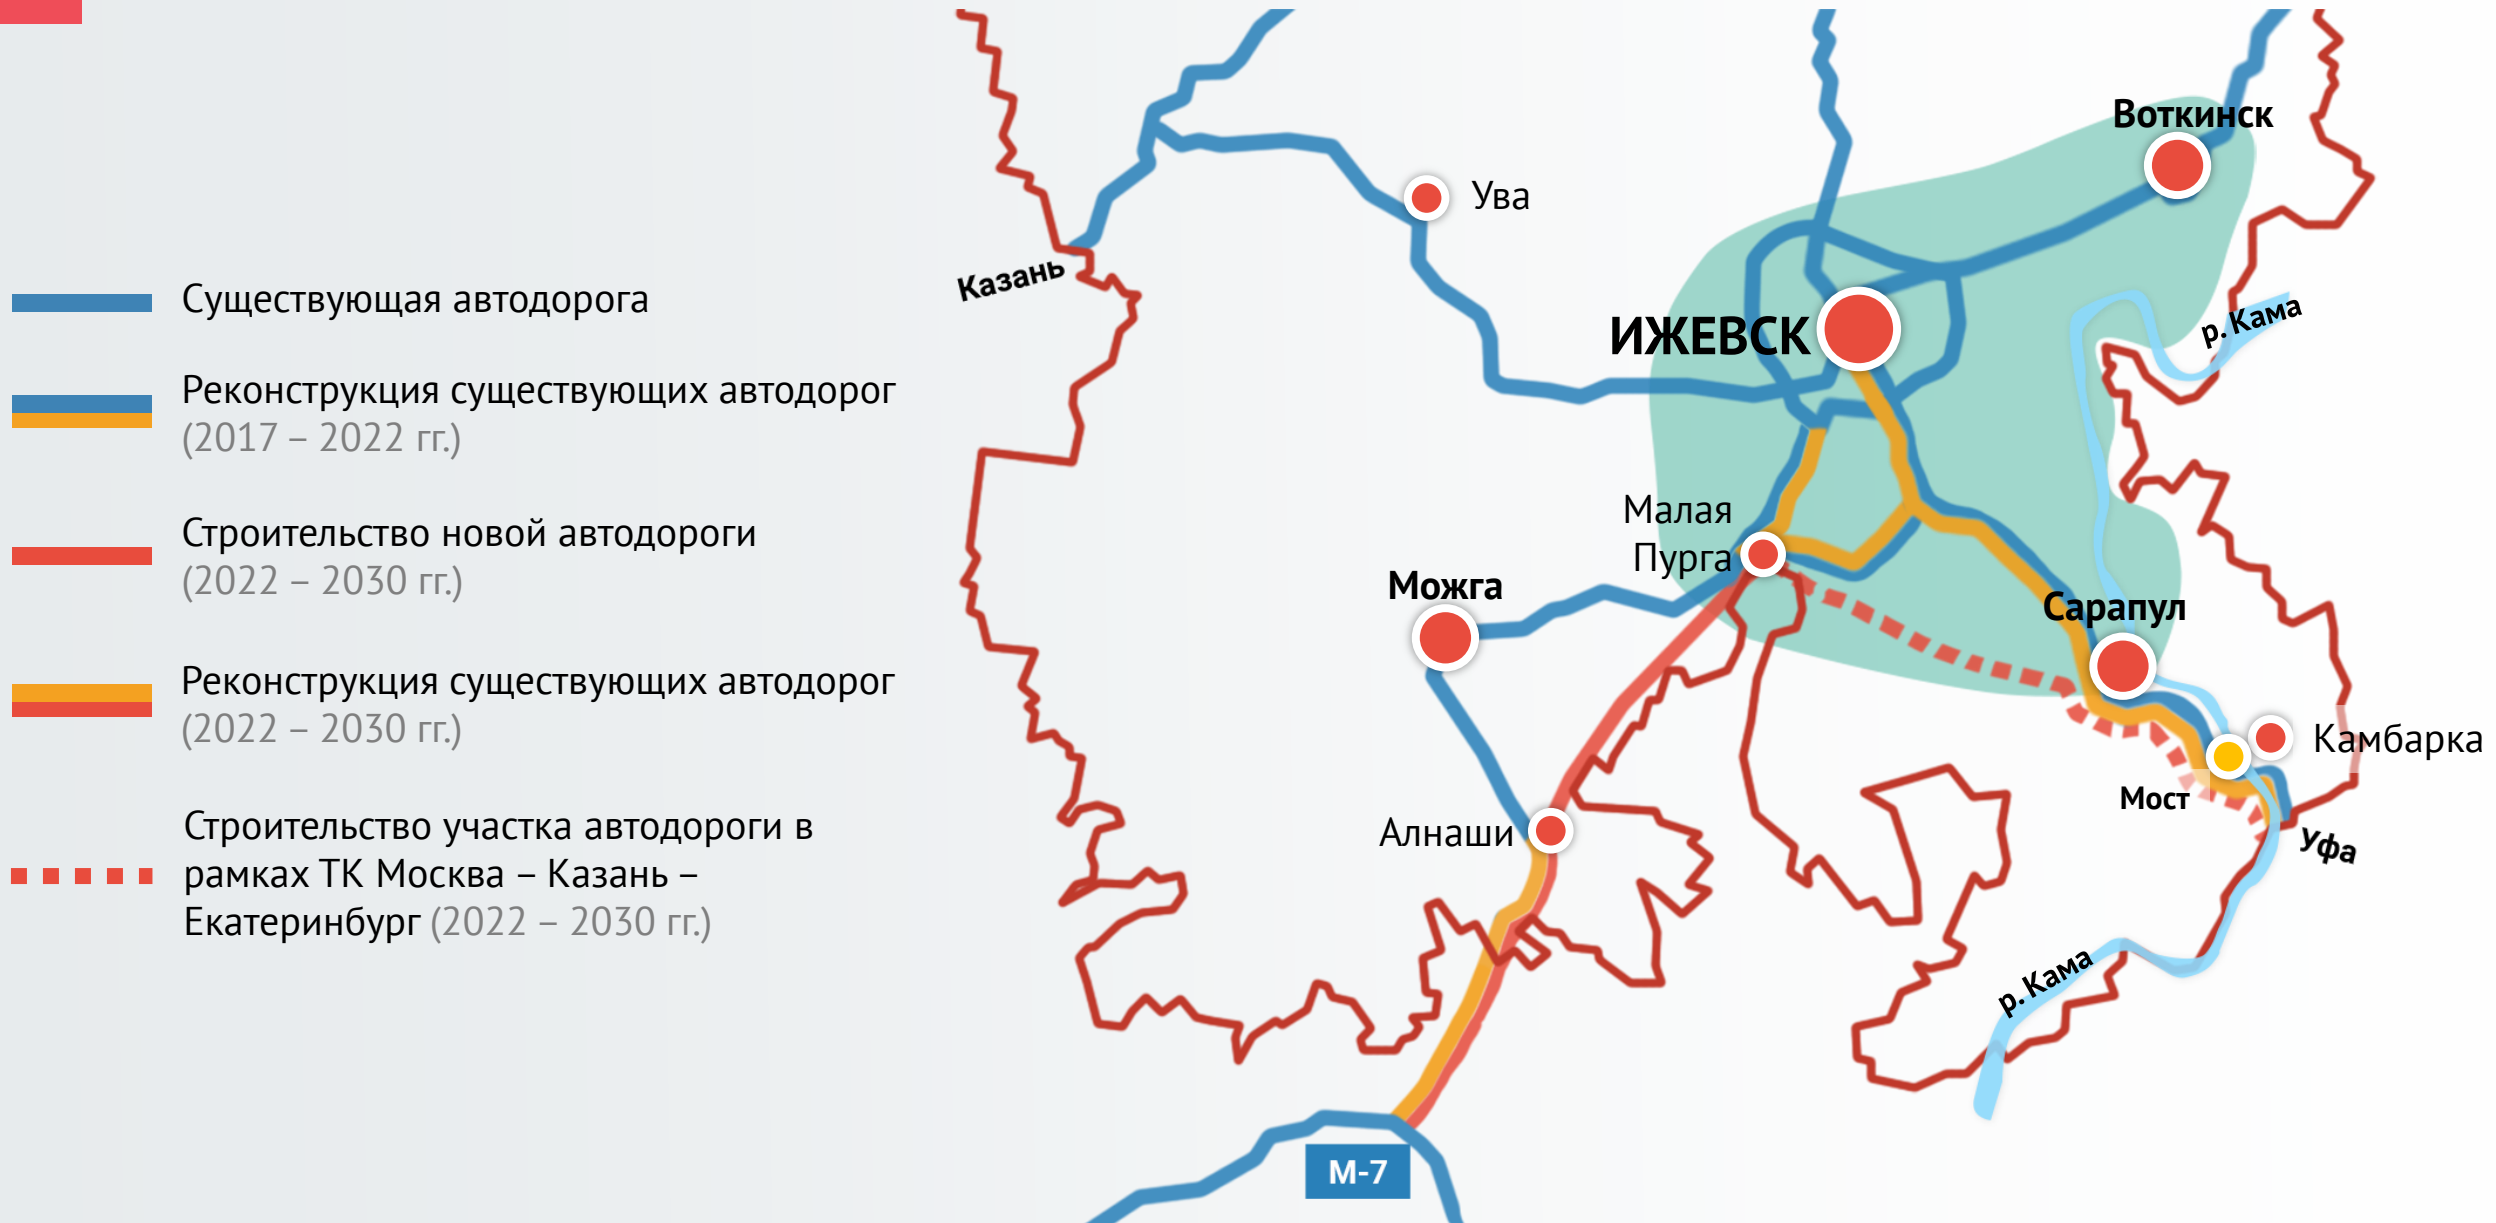 Существующая автодорога
Реконструкция существующих автодорог
(2017 – 2022 гг.)
Строительство новой автодороги
(2022 – 2030 гг.)
Реконструкция существующих автодорог
(2022 – 2030 гг.)
Строительство участка автодороги в
рамках ТК Москва – Казань –
Екатеринбург (2022 – 2030 гг.)
Воткинск
Ува
Казань
р. Кама
ИЖЕВСК
Малая
Пурга
Можга
Сарапул
Камбарка
Мост
Алнаши
Уфа
р. Кама
М-7